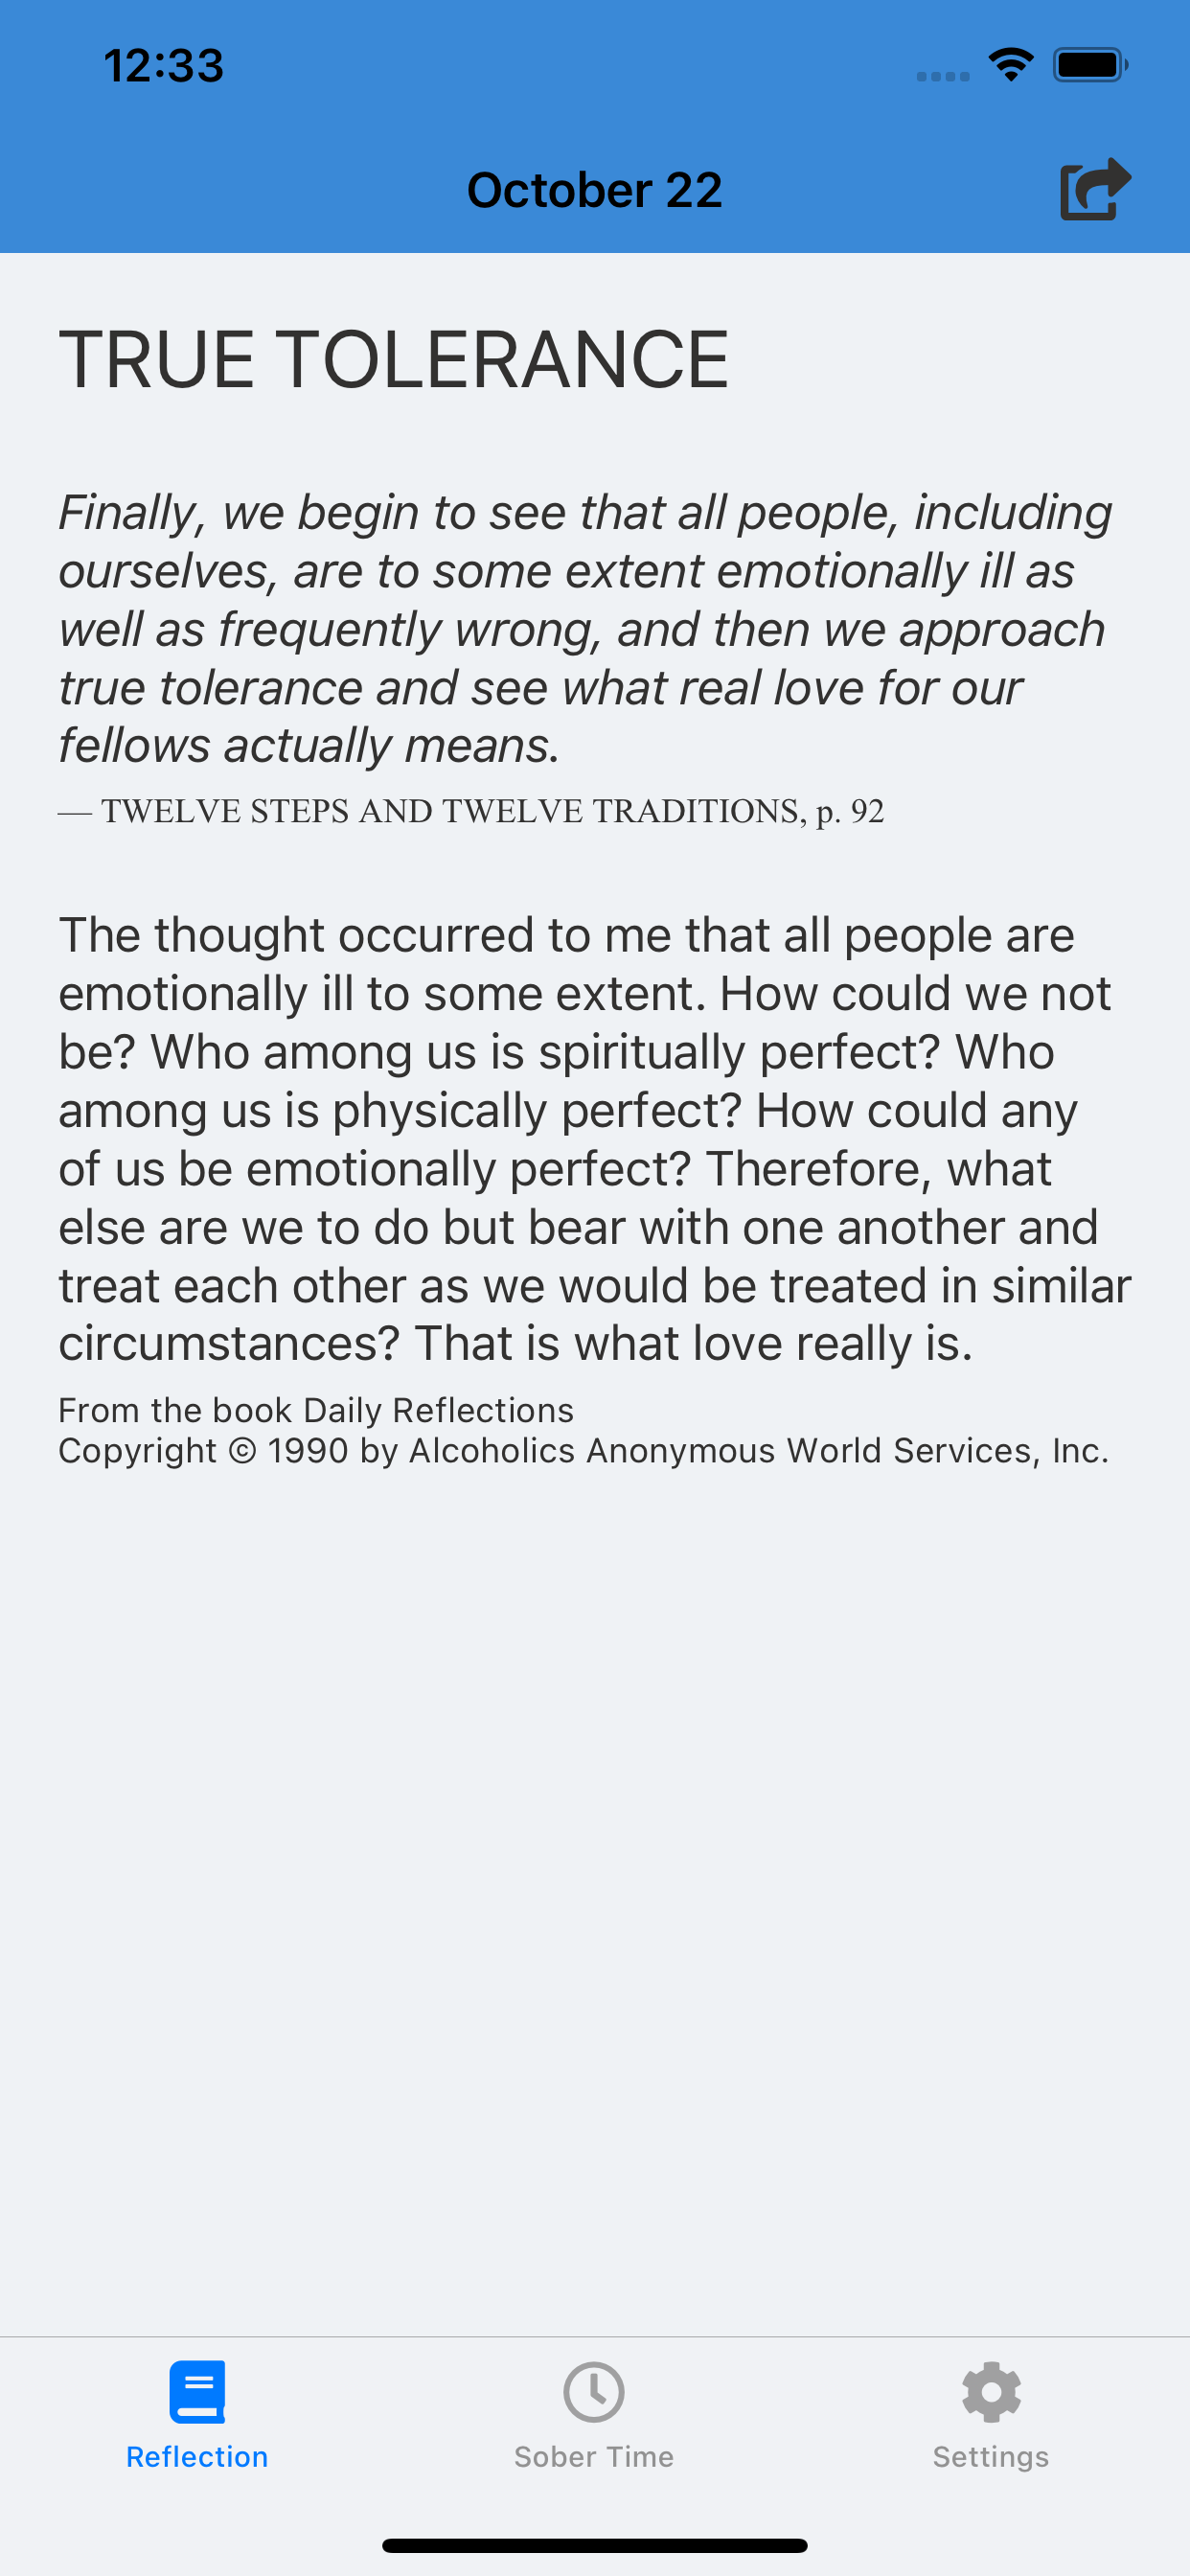 12:33
October 22
TRUE TOLERANCE
Finally, we begin to see that all people, including
ourselves, are to some extent emotionally ill as
well as frequently wrong, and then we approach
true tolerance and see what real love for our
fellows actually means.
— TWELVE STEPS AND TWELVE TRADITIONS, p. 92
The thought occurred to me that all people are
emotionally ill to some extent. How could we not
be? Who among us is spiritually perfect? Who
among us is physically perfect? How could any
of us be emotionally perfect? Therefore, what
else are we to do but bear with one another and
treat each other as we would be treated in similar
circumstances? That is what love really is.
From the book Daily Reflections
Copyright © 1990 by Alcoholics Anonymous World Services, Inc.
Reflection
Sober Time
Settings